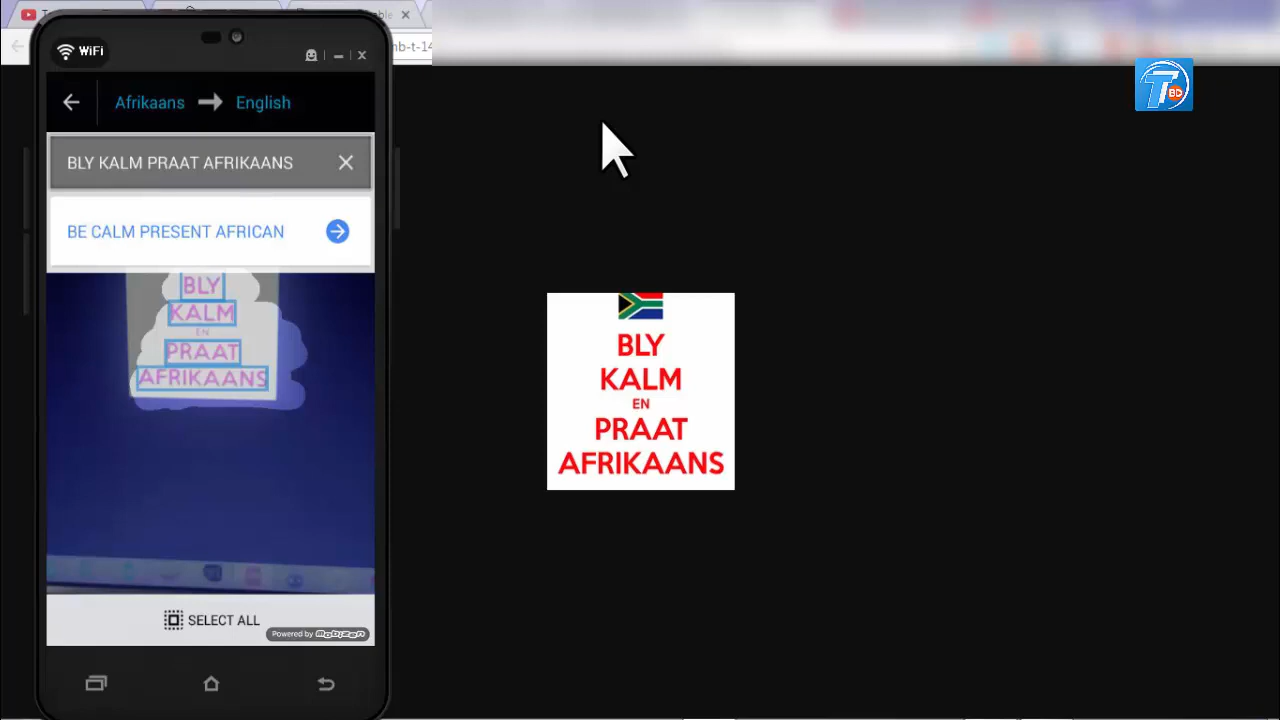 WiFi
Afrikaans English
BLY KALM PRAAT AFRIKAANS
BE CALM PRESENT AFRICAN
BLY
KALM
EN
PRAAT
AFRIKAANS
SELECT ALL
Powered by Mobizen
BLY
KALM
EN
PRAAT
AFRIKAANS
T BD